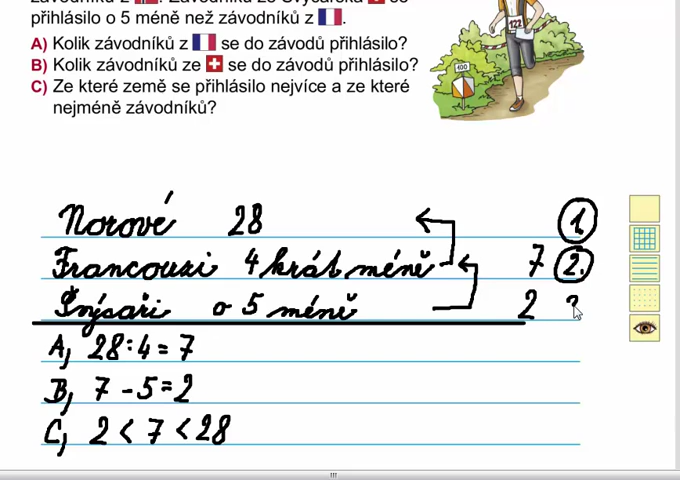 přihlásilo o 5 méně než závodníků z
A) Kolik závodníků z se do závodů přihlásilo?
B) Kolik závodníků ze se do závodů přihlásilo?
C) Ze které země se přihlásilo nejvíce a ze které
nejméně závodníků?
122
100
Norové 28 1.
Francouzi 4 krát méně 7 2.
Švýcaři o 5 méně 2
A, 28:4=7
B, 7-5=2
C, 2<7<28